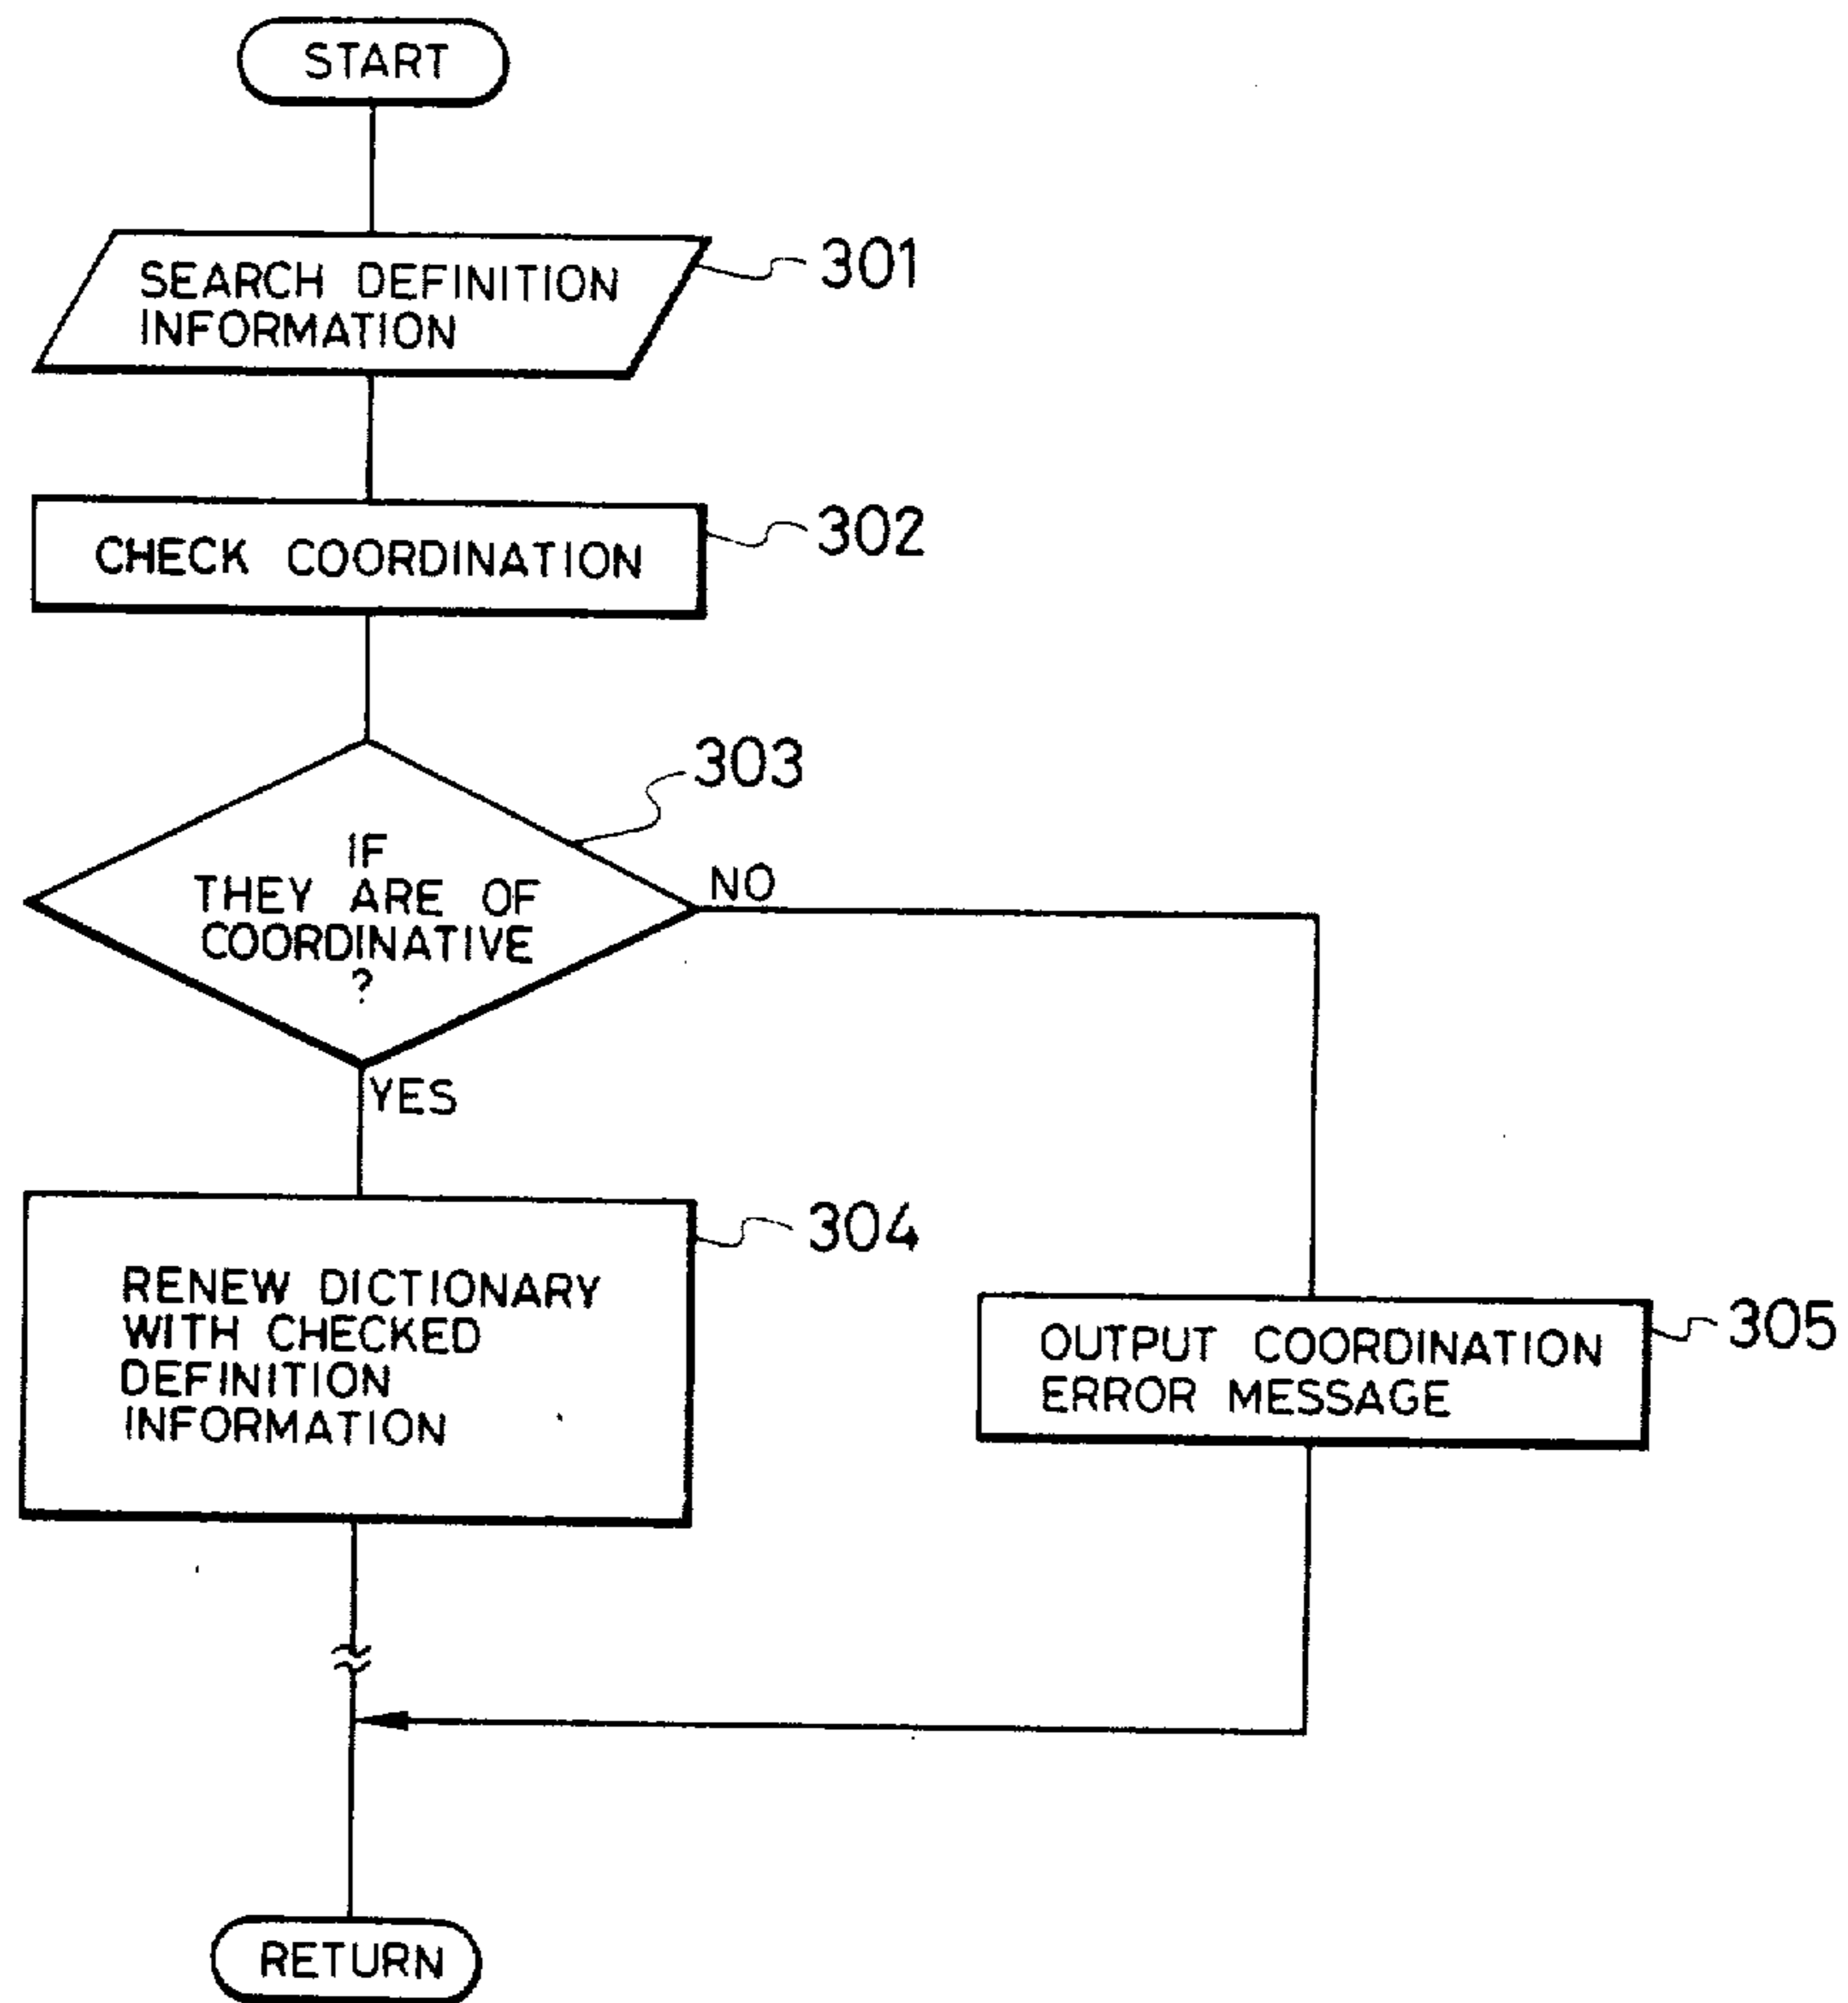 START
SEARCH DEFINITION
INFORMATION
301
CHECK COORDINATION
302
303
IF
THEY ARE OF
COORDINATIVE
?
NO
YES
RENEW DICTIONARY
WITH CHECKED
DEFINITION
INFORMATION
304
OUTPUT COORDINATION
ERROR MESSAGE
305
RETURN